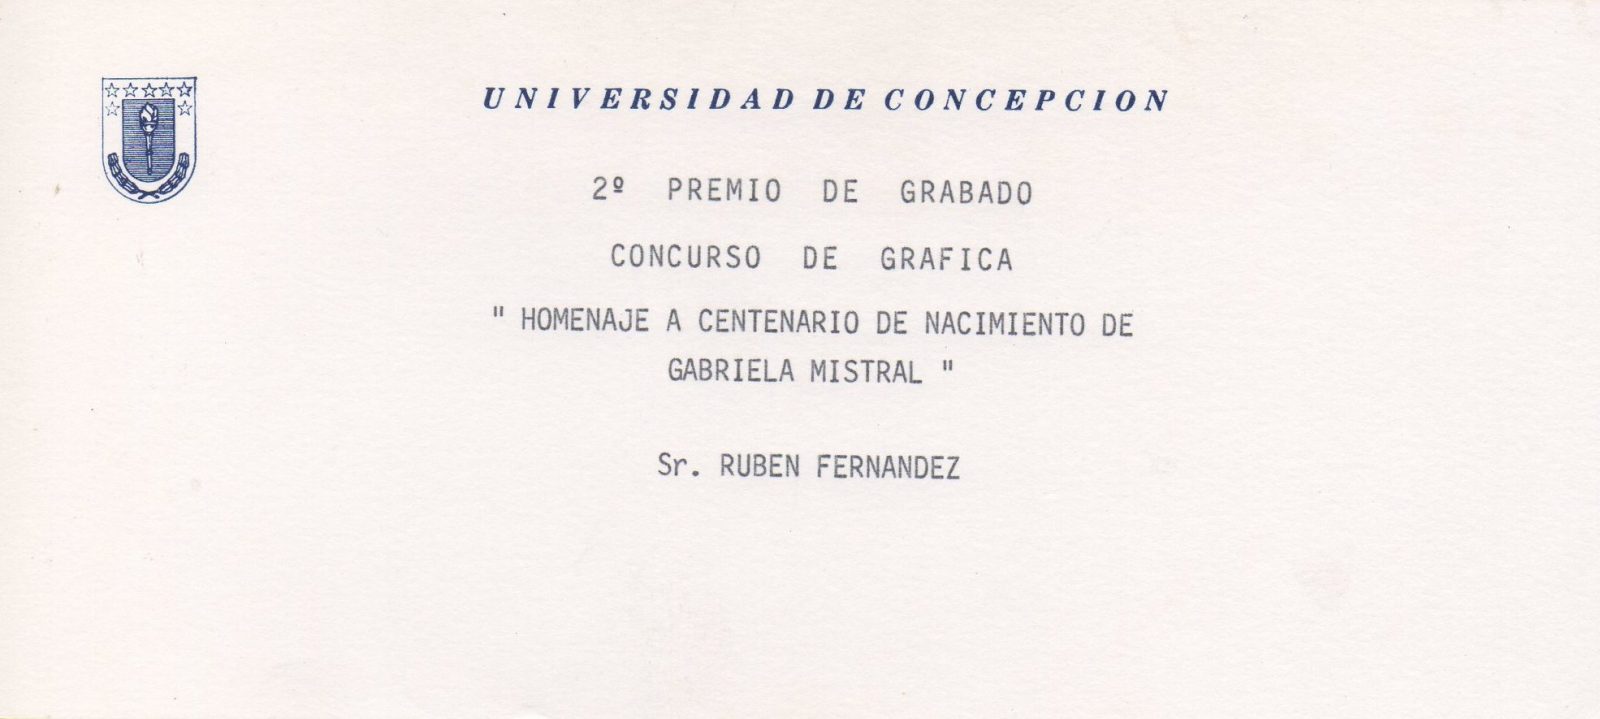 UNIVERSIDAD DE CONCEPCION
2º PREMIO DE GRABADO
CONCURSO DE GRAFICA
" HOMENAJE A CENTENARIO DE NACIMIENTO DE
GABRIELA MISTRAL "
Sr. RUBEN FERNANDEZ